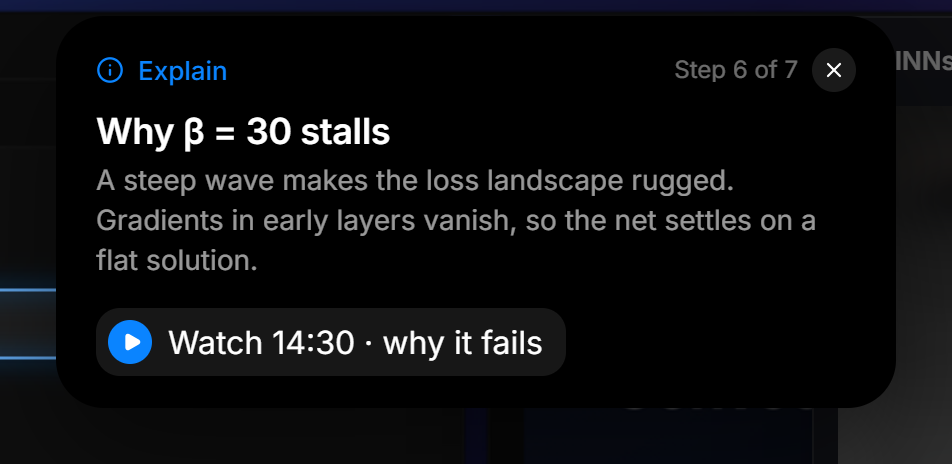 Explain
Step 6 of 7
INNs
Why β = 30 stalls
A steep wave makes the loss landscape rugged.
Gradients in early layers vanish, so the net settles on a
flat solution.
Watch 14:30 · why it fails